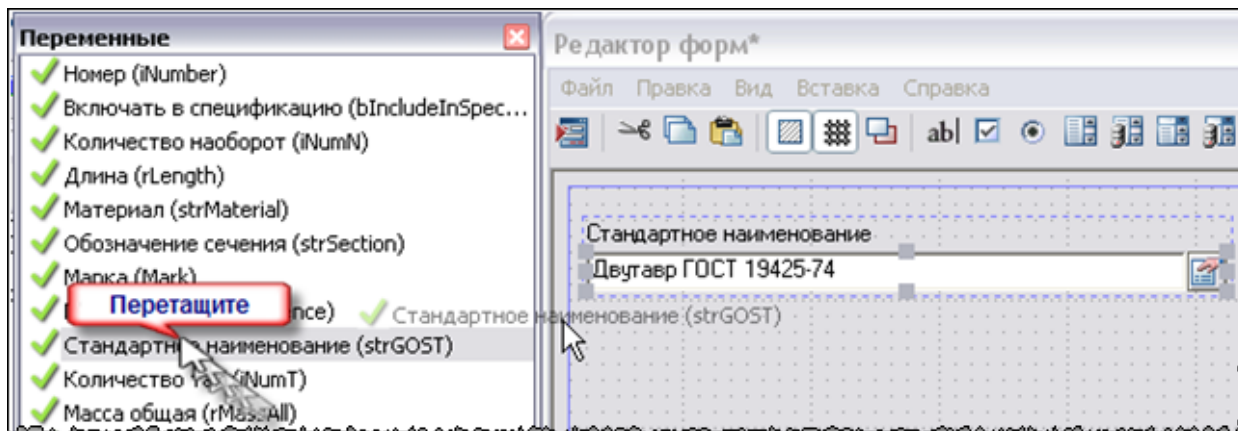 Переменные
Номер (iNumber)
Включать в спецификацию (bIncludeInSpec...
Количество наоборот (iNumN)
Длина (rLength)
Материал (strMaterial)
Обозначение сечения (strSection)
Марка (Mark)
Перетащите
nce)
Стандартное наименование (strGOST)
Стандартное наименование (strGOST)
Количество так (iNumT)
Масса общая (rMassAll)
Редактор форм*
Файл Правка Вид Вставка Справка
ab|
Стандартное наименование
Двутавр ГОСТ 19425-74